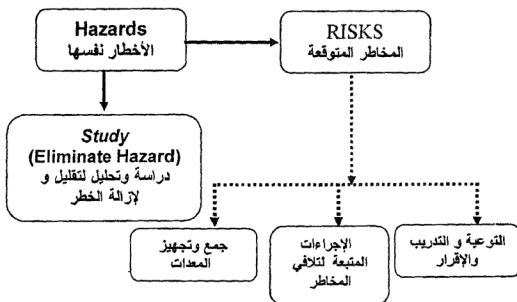 Hazards
الأخطار نفسها
RISKS
المخاطر المتوقعة
Study
(Eliminate Hazard)
دراسة وتحليل لتقليل و
لإزالة الخطر
جمع وتجهيز
المعدات
الإجراءات
المتبعة لتلافي
المخاطر
التوعية و التدريب
والإقرار